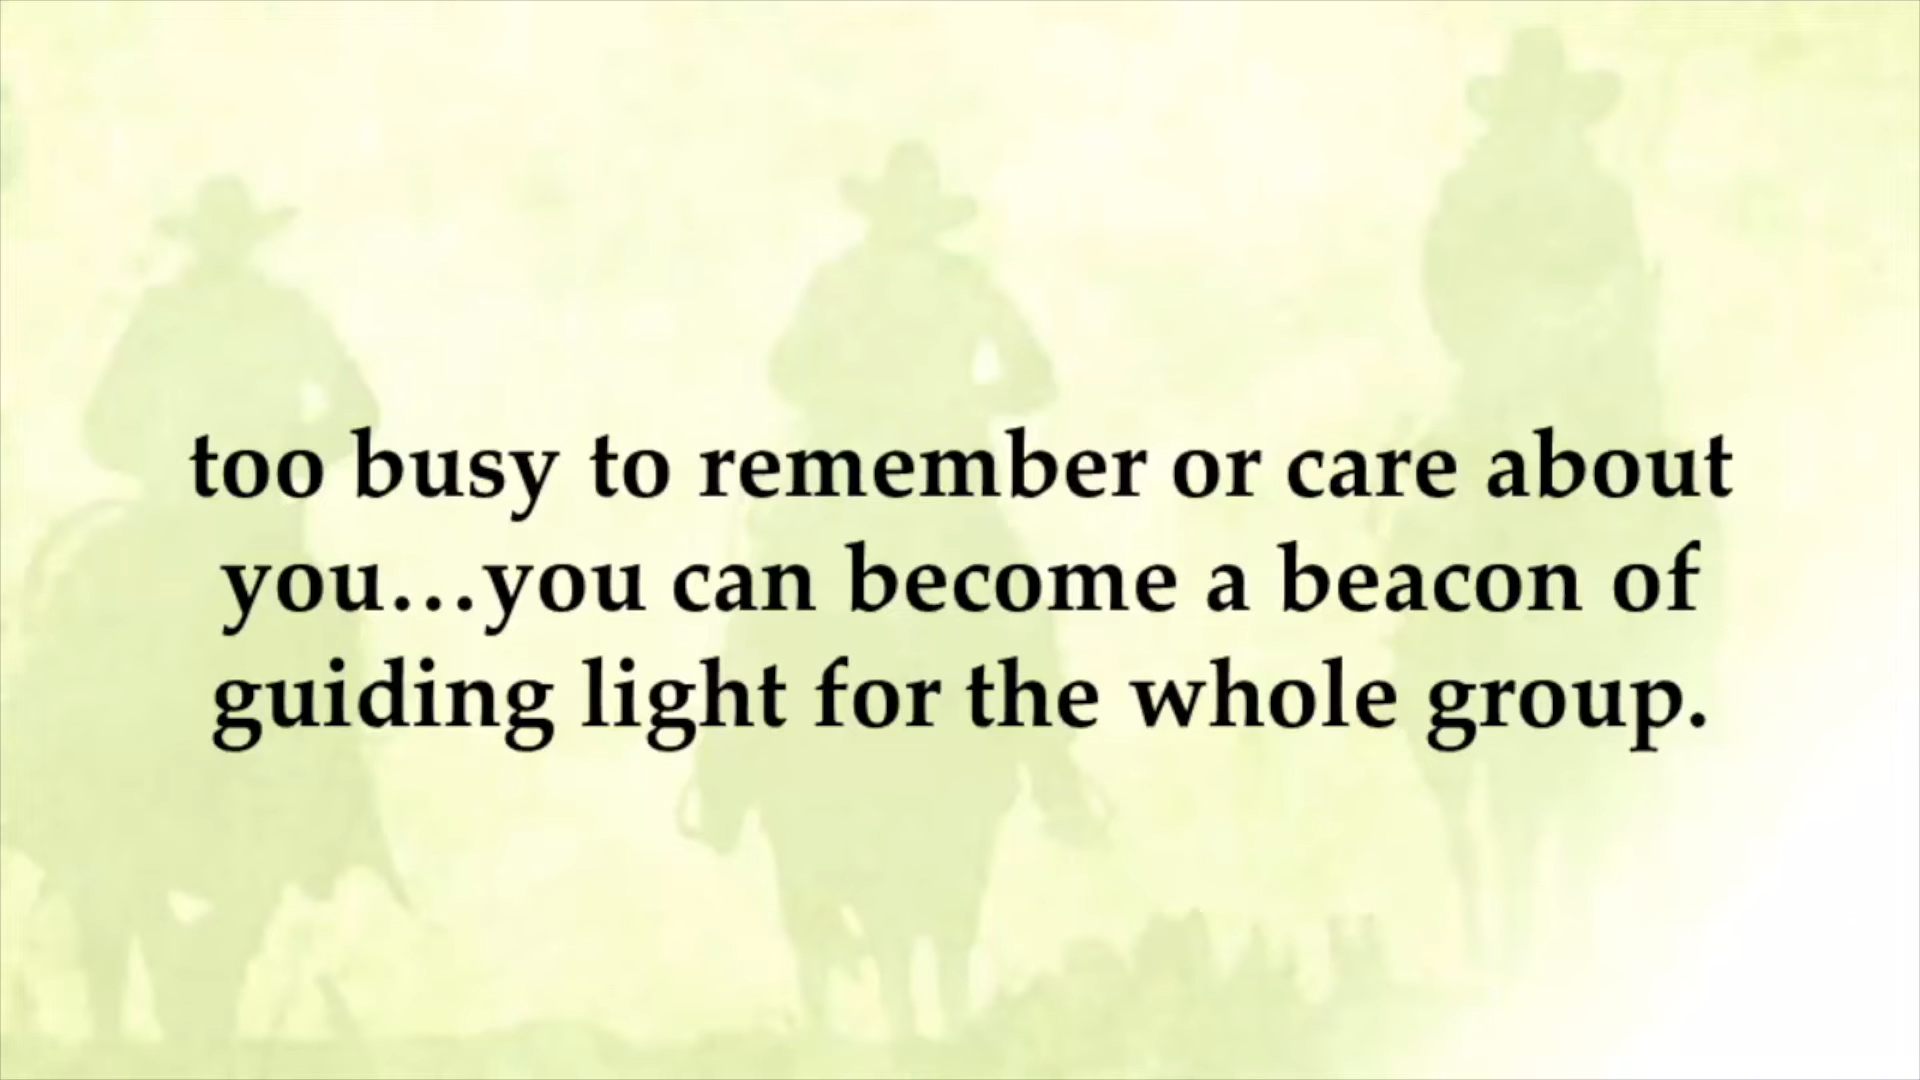 too busy to remember or care about
you…you can become a beacon of
guiding light for the whole group.